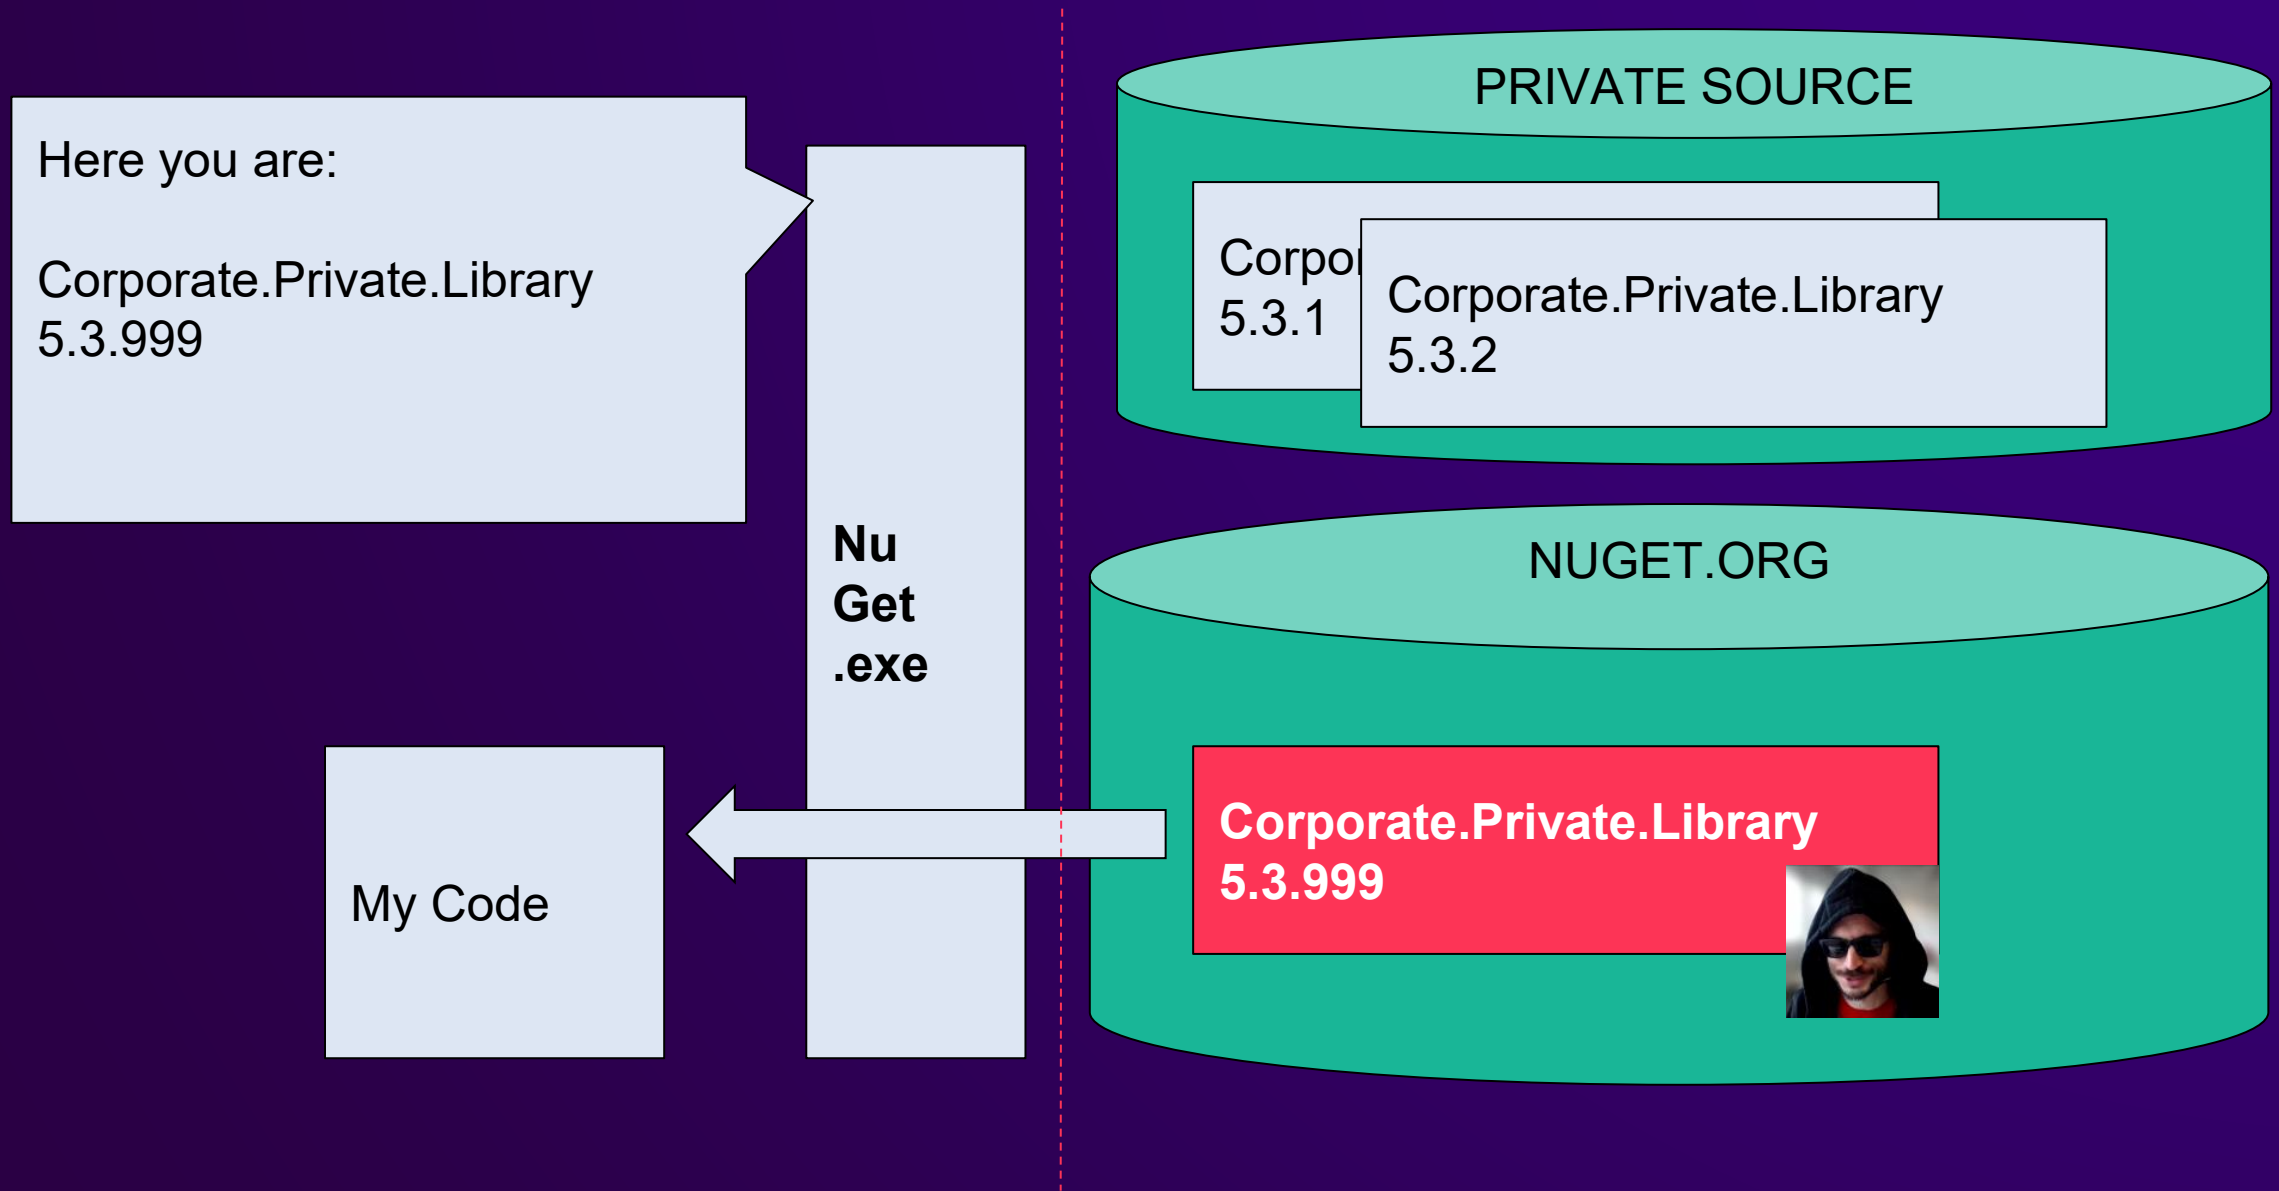 Here you are:
Corporate.Private.Library
5.3.999
Nu
Get
.exe
My Code
PRIVATE SOURCE
5.3.1
Corporate.Private.Library
5.3.2
NUGET.ORG
Corporate.Private.Library
5.3.999